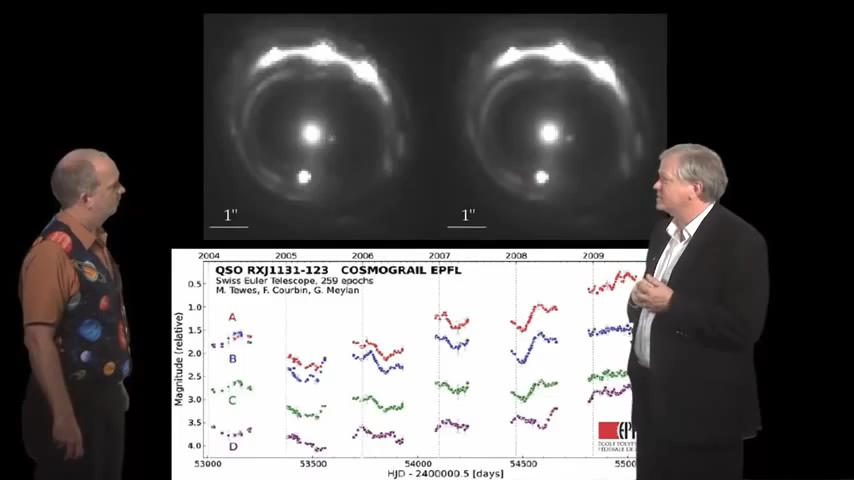 1"
1"
2004 2005 2006 2007 2008 2009
QSO RXJ1131-123 COSMOGRAIL EPFL
Swiss Euler Telescope, 259 epochs
M. Tewes, F. Courbin, G. Meylan
A
B
C
D
Magnitude (relative)
0.5
1.0
1.5
2.0
2.5
3.0
3.5
4.0
53000 53500 54000 54500
HJD - 2400000.5 [days]